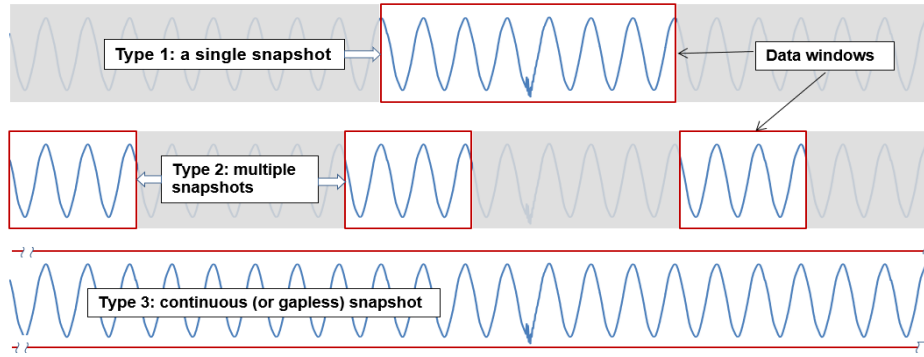 Type 1: a single snapshot
Data windows
Type 2: multiple
snapshots
Type 3: continuous (or gapless) snapshot